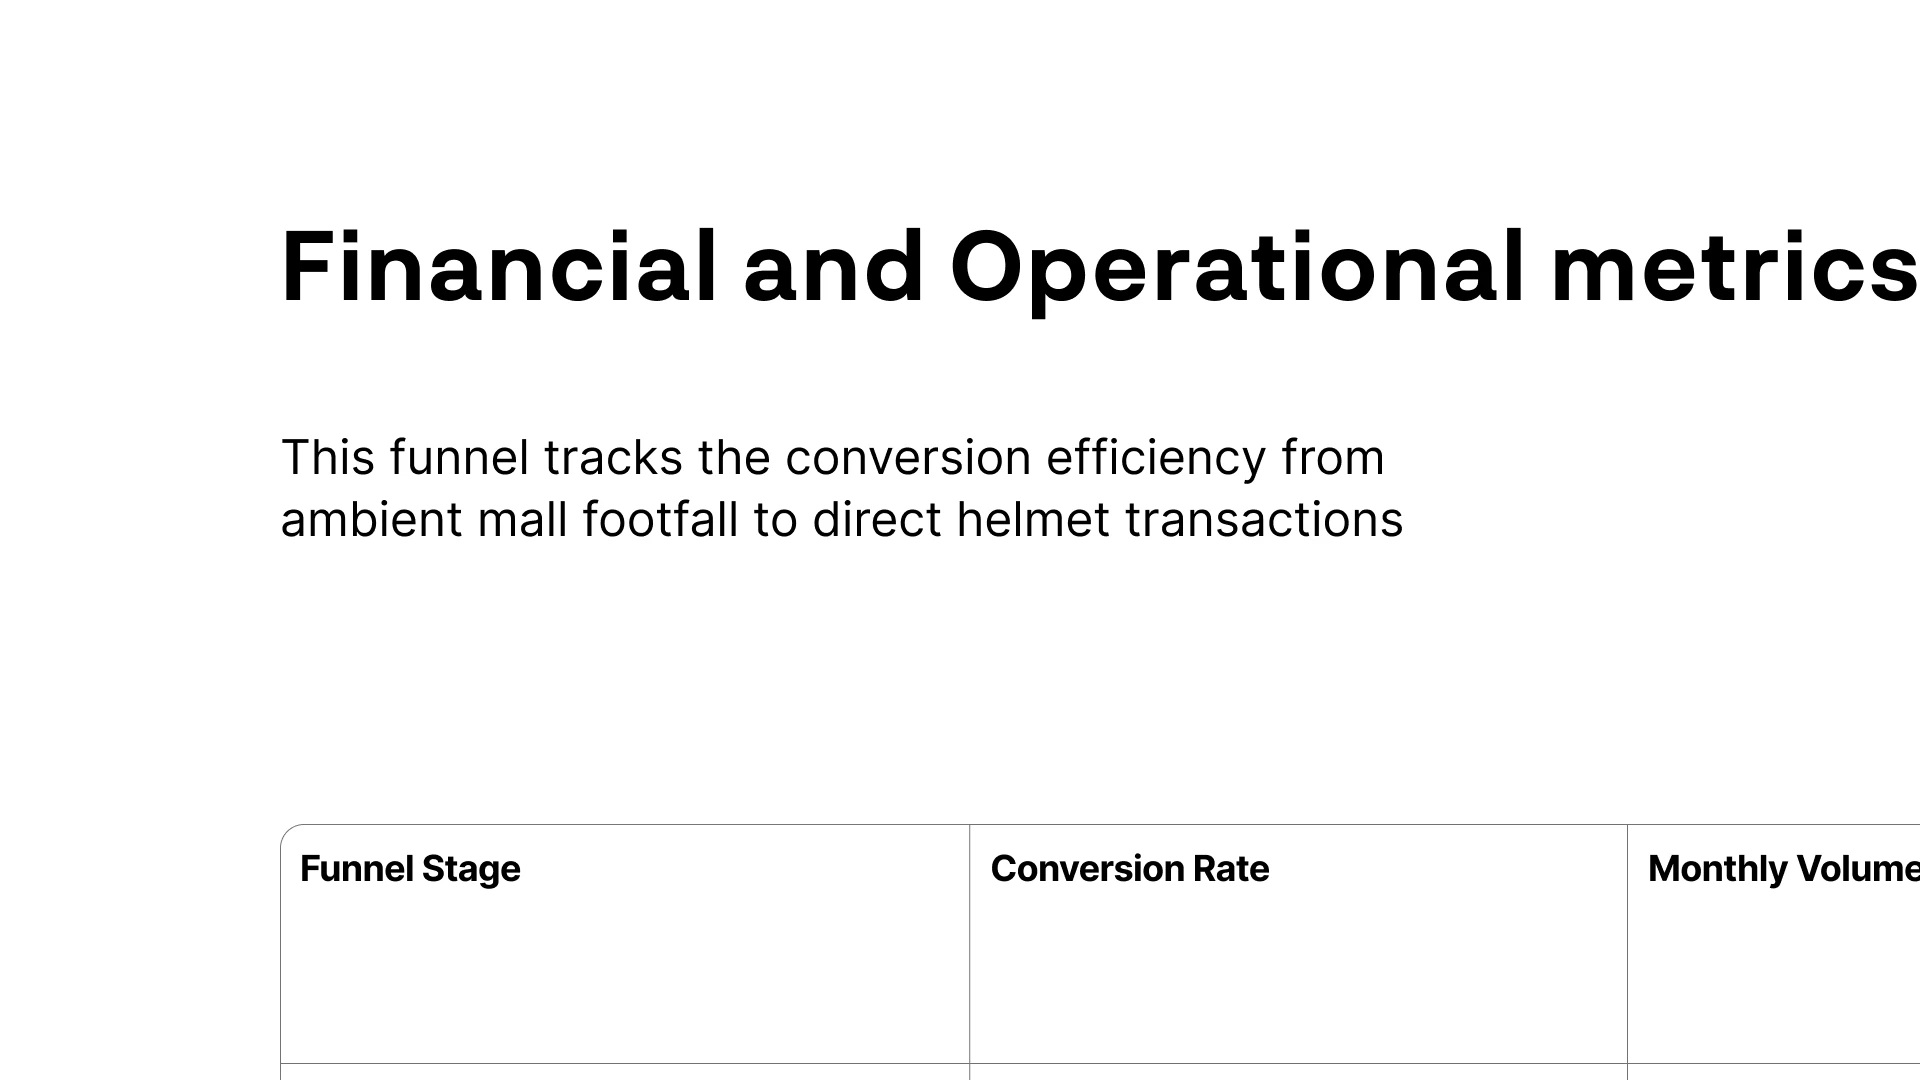 Financial and Operational metrics
This funnel tracks the conversion efficiency from
ambient mall footfall to direct helmet transactions
Funnel Stage
Conversion Rate
Monthly Volume